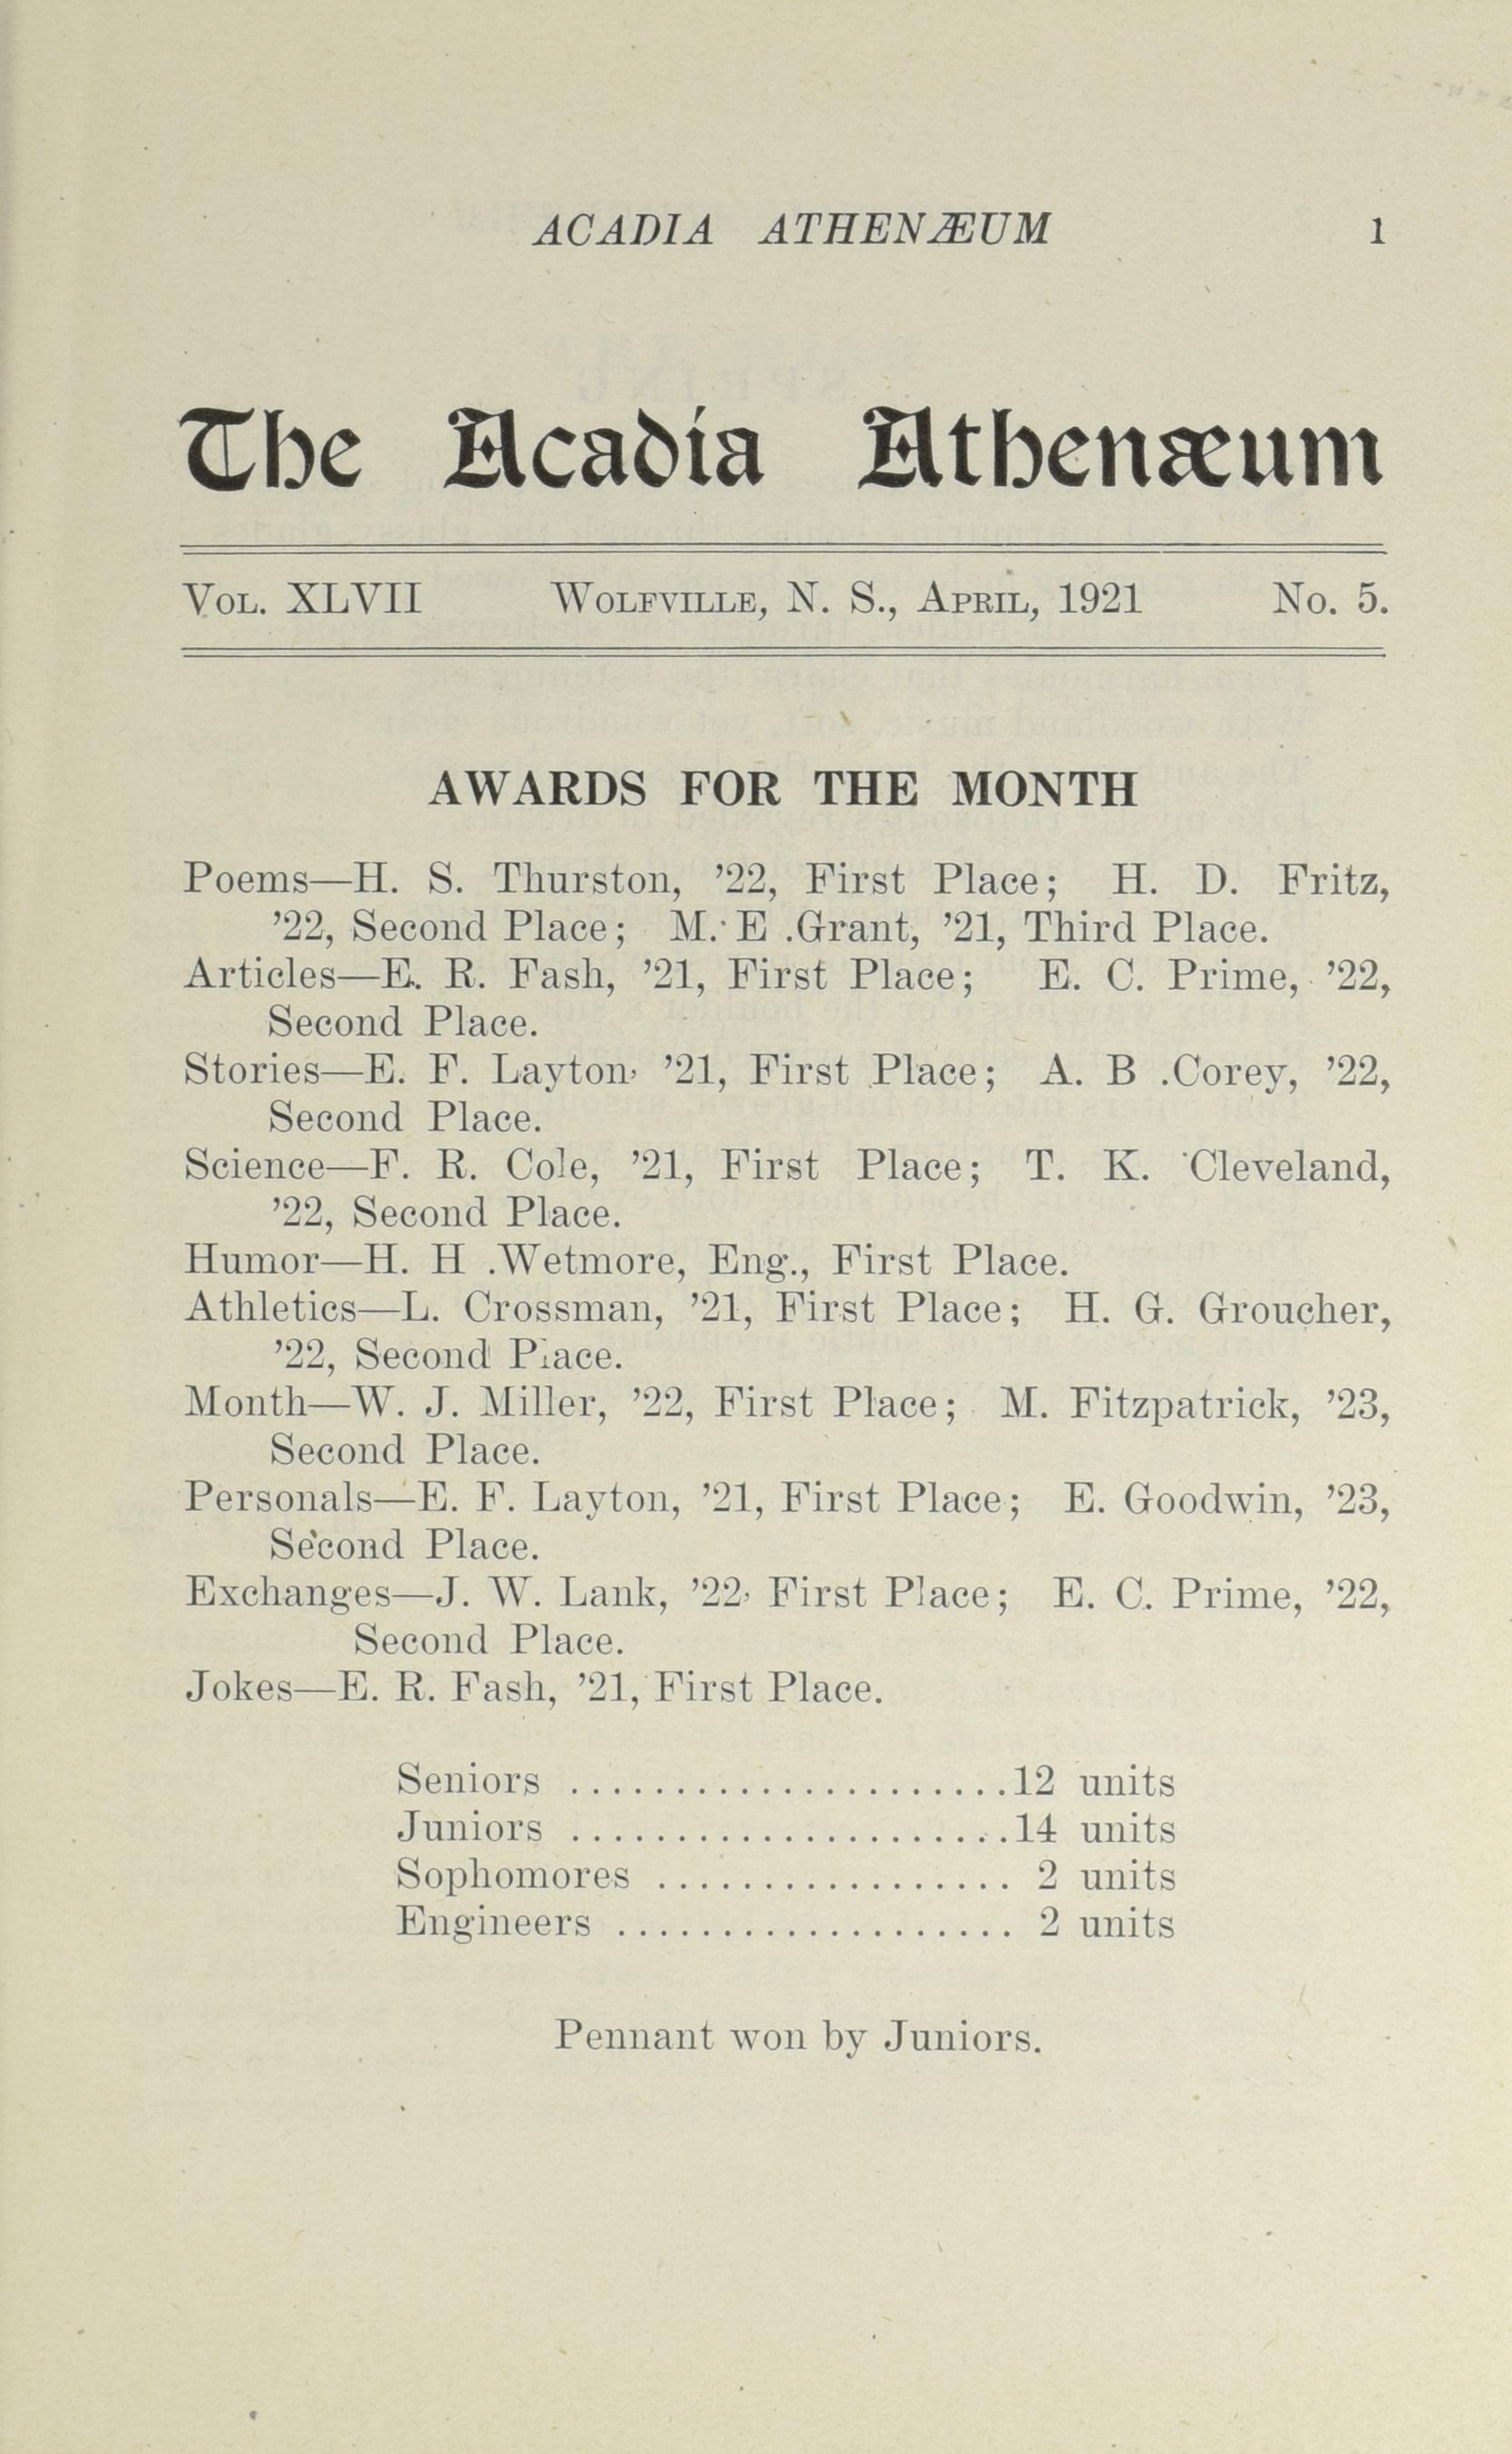 ACADIA ATHENÆUM 1
The Acadia Athenæum
VOL. XLVII WOLFVILLE, N. S., APRIL, 1921 No. 5.
AWARDS FOR THE MONTH
Poems—H. S. Thurston, ’22, First Place; H. D. Fritz,
’22, Second Place; M. E .Grant, ’21, Third Place.
Articles—E. R. Fash, ’21, First Place; E. C. Prime, ’22,
Second Place.
Stories—E. F. Layton, ’21, First Place; A. B .Corey, ’22,
Second Place.
Science—F. R. Cole, ’21, First Place; T. K. Cleveland,
’22, Second Place.
Humor—H. H .Wetmore, Eng., First Place.
Athletics—L. Crossman, ’21, First Place; H. G. Groucher,
’22, Second Place.
Month—W. J. Miller, ’22, First Place; M. Fitzpatrick, ’23,
Second Place.
Personals—E. F. Layton, ’21, First Place; E. Goodwin, ’23,
Second Place.
Exchanges—J. W. Lank, ’22, First Place; E. C. Prime, ’22,
Second Place.
Jokes—E. R. Fash, ’21, First Place.
Seniors .....................12 units
Juniors .....................14 units
Sophomores ................. 2 units
Engineers ................... 2 units
Pennant won by Juniors.